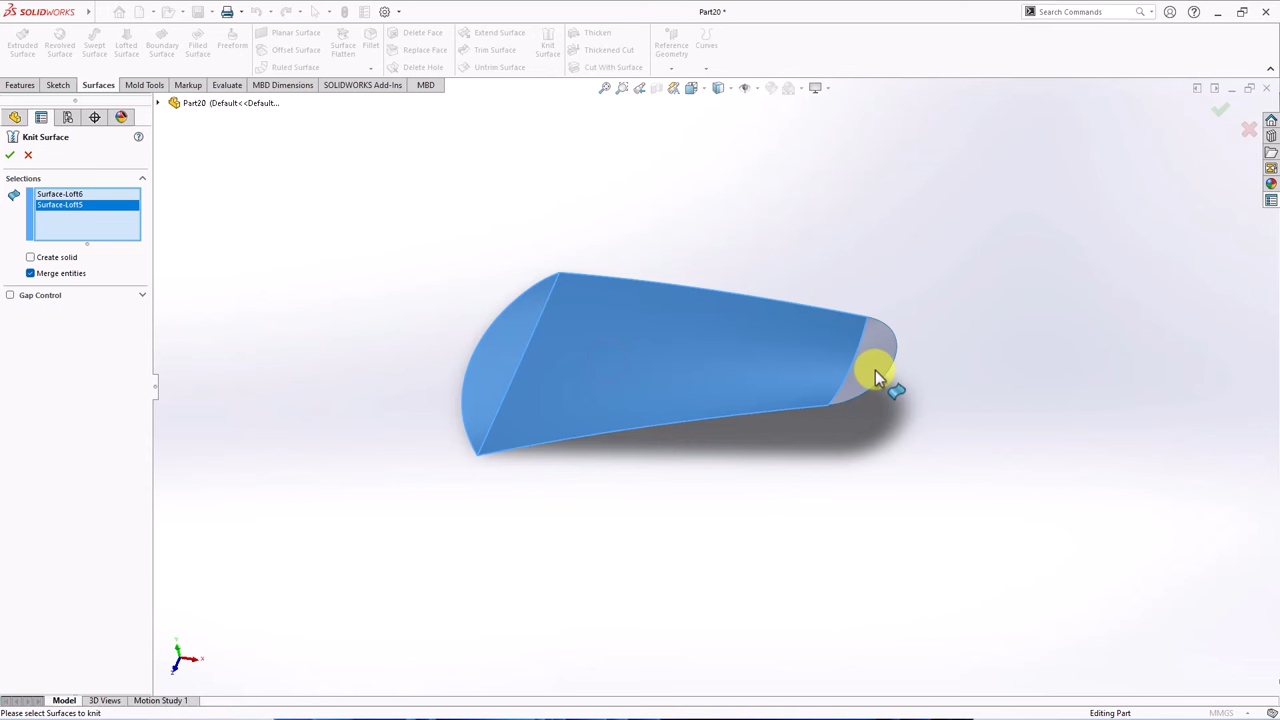 SOLIDWORKS
Part20 *
Search Commands
Extruded Surface
Revolved Surface
Swept Surface
Lofted Surface
Boundary Surface
Filled Surface
Freeform
Planar Surface
Offset Surface
Ruled Surface
Surface Flatten
Fillet
Delete Face
Replace Face
Delete Hole
Extend Surface
Trim Surface
Untrim Surface
Knit Surface
Thicken
Thickened Cut
Cut With Surface
Reference Geometry
Curves
Features
Sketch
Surfaces
Mold Tools
Markup
Evaluate
MBD Dimensions
SOLIDWORKS Add-Ins
MBD
Part20 (Default<<Default...
Knit Surface
Selections
Surface-Loft6
Surface-Loft5
Create solid
Merge entities
Gap Control
Y
X
Z
Model
3D Views
Motion Study 1
Please select Surfaces to knit
Editing Part
MMGS